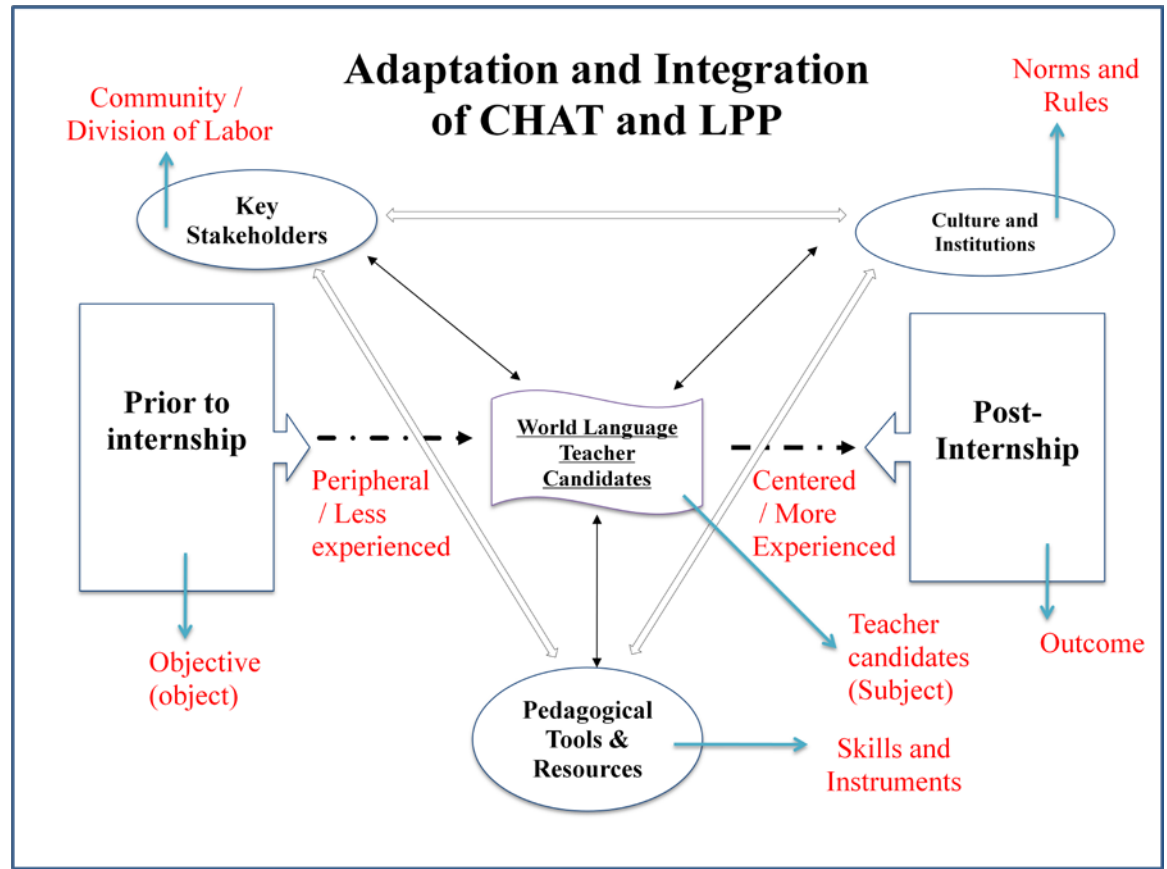 Adaptation and Integration
of CHAT and LPP
Community /
Division of Labor
Norms and
Rules
Key
Stakeholders
Culture and
Institutions
Prior to
internship
World Language
Teacher
Candidates
Post-
Internship
Peripheral
/ Less
experienced
Centered
/ More
Experienced
Objective
(object)
Teacher
candidates
(Subject)
Outcome
Pedagogical
Tools &
Resources
Skills and
Instruments